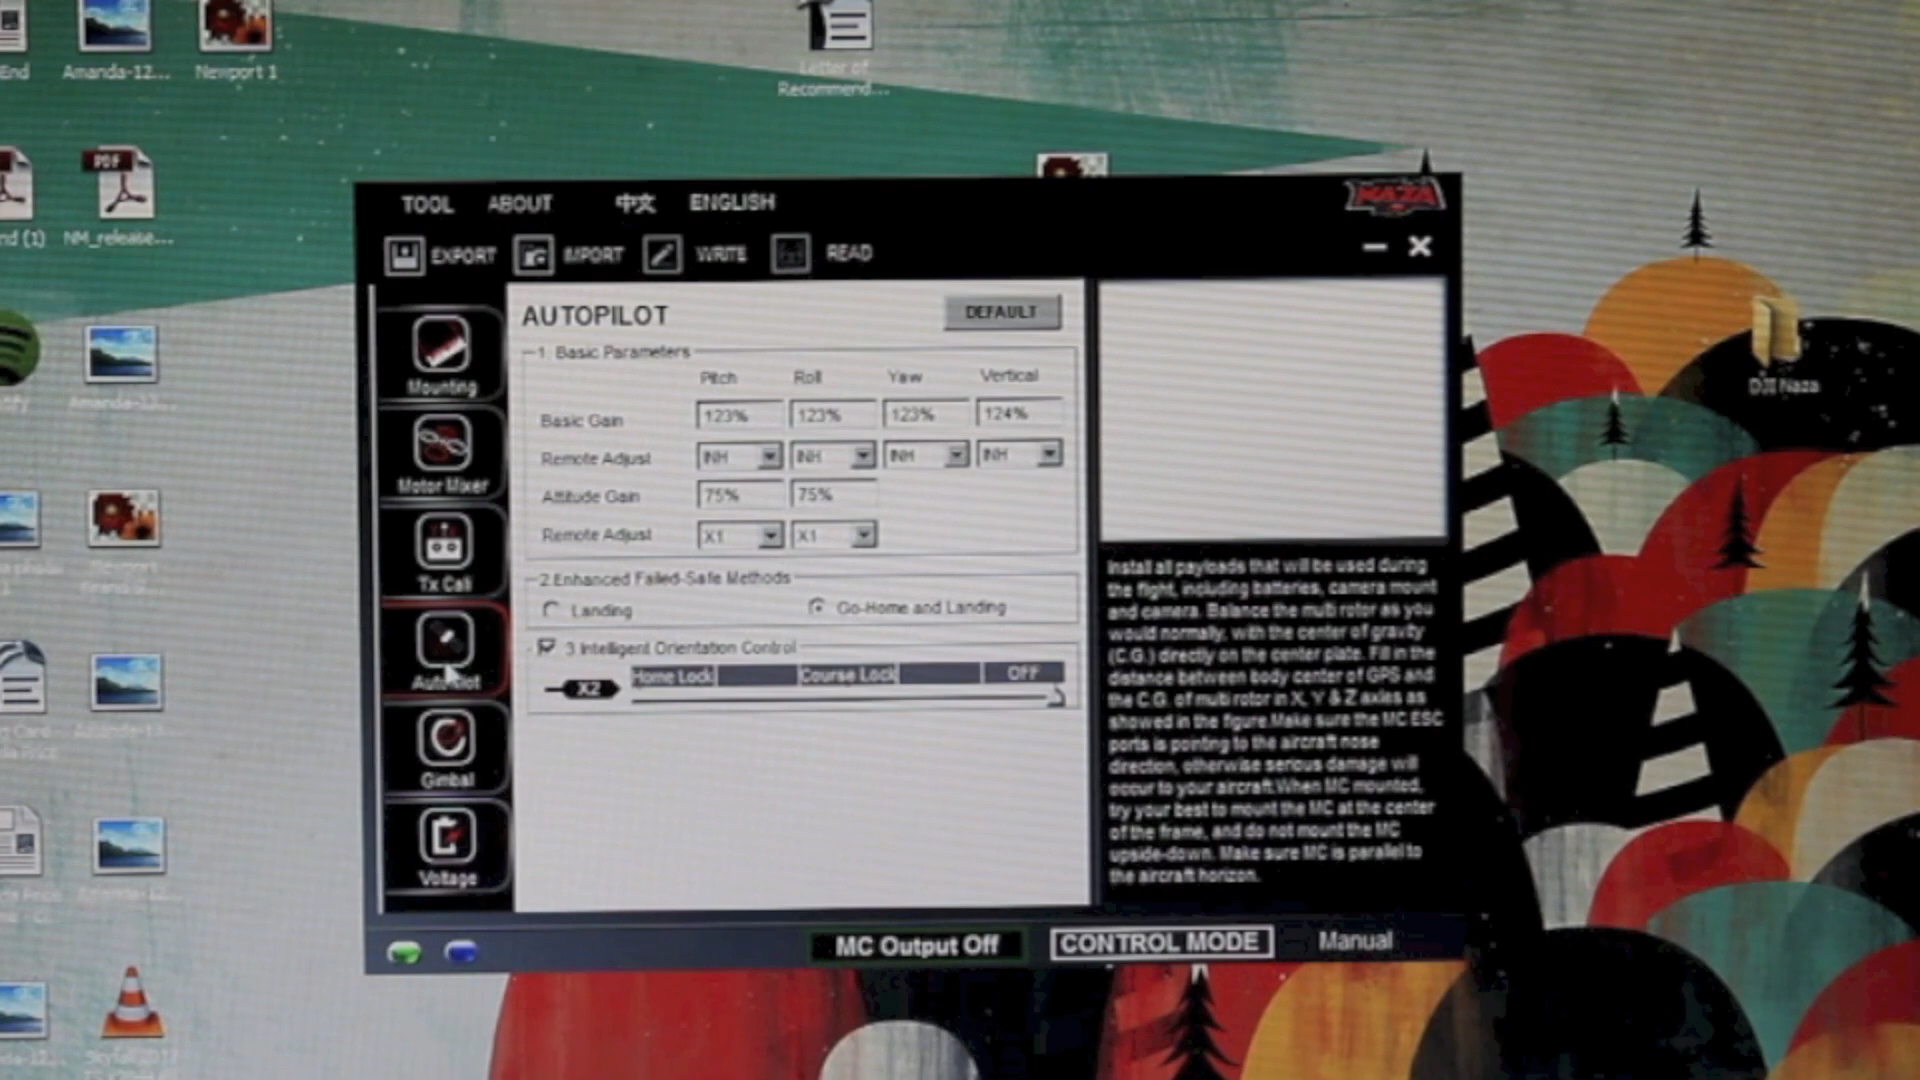 End
Amanda-12...
Newport 1
Letter of
Recommend...
PDF
nd (1)
NM_release...
TOOL ABOUT 中文 ENGLISH
NAZA
EXPORT IMPORT WRITE READ
Mounting
Motor Mixer
Tx Cali
Autopilot
Gimbal
Voltage
AUTOPILOT
DEFAULT
1 Basic Parameters
Pitch Roll Yaw Vertical
Basic Gain 123% 123% 123% 124%
Remote Adjust INH INH INH INH
Attitude Gain 75% 75%
Remote Adjust X1 X1
2.Enhanced Failed-Safe Methods
Landing Go-Home and Landing
3 Intelligent Orientation Control
X2 Home Lock Course Lock OFF
Install all payloads that will be used during
the flight, including batteries, camera mount
and camera. Balance the multi rotor as you
would normally, with the center of gravity
(C.G.) directly on the center plate. Fill in the
distance between body center of GPS and
the C.G. of multi rotor in X, Y & Z axles as
showed in the figure.Make sure the MC ESC
ports is pointing to the aircraft nose
direction, otherwise serious damage will
occur to your aircraft.When MC mounted,
try your best to mount the MC at the center
of the frame, and do not mount the MC
upside-down. Make sure MC is parallel to
the aircraft horizon.
MC Output Off CONTROL MODE Manual
DJI Naza